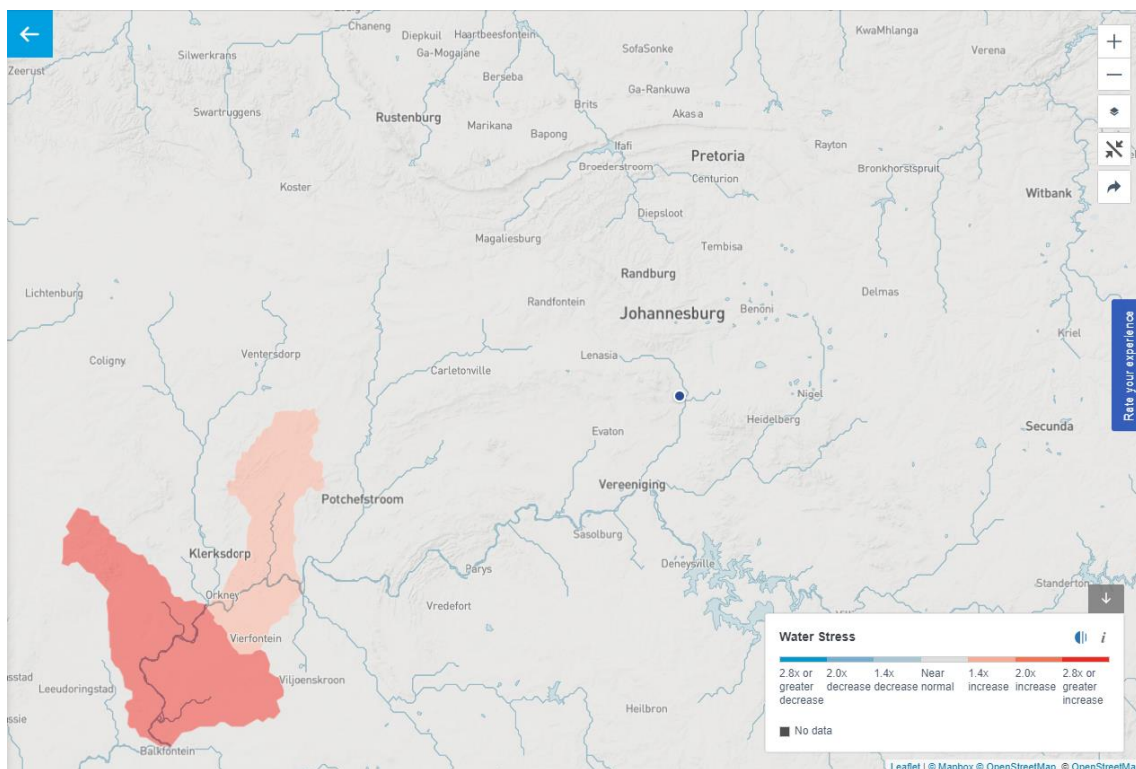 Chaneng
Diepkuil
Haartbeesfontein
KwaMhlanga
Silwerkrans
Ga-Mogajane
SofaSonke
Verena
Zeerust
Berseba
Ga-Rankuwa
Swartruggens
Brits
Rustenburg
Marikana
Akasia
Bapong
Ifafi
Pretoria
Rayton
Broederstroom
Centurion
Bronkhorstspruit
Koster
Witbank
Diepsloot
Magaliesburg
Tembisa
Randburg
Lichtenburg
Randfontein
Delmas
Johannesburg
Benoni
Kriel
Coligny
Ventersdorp
Lenasia
Carletonville
Nigel
Rate your experience
Evaton
Heidelberg
Secunda
Potchefstroom
Vereeniging
Sasolburg
Klerksdorp
Deneysville
Parys
Standerton
Orkney
Vredefort
Vierfontein
Viljoenskroon
Leeudoringstad
Heilbron
Balkfontein
Water Stress
i
2.8x or greater decrease
2.0x decrease
1.4x decrease
Near normal
1.4x increase
2.0x increase
2.8x or greater increase
No data
Leaflet | © Mapbox © OpenStreetMap, © OpenStreetMa